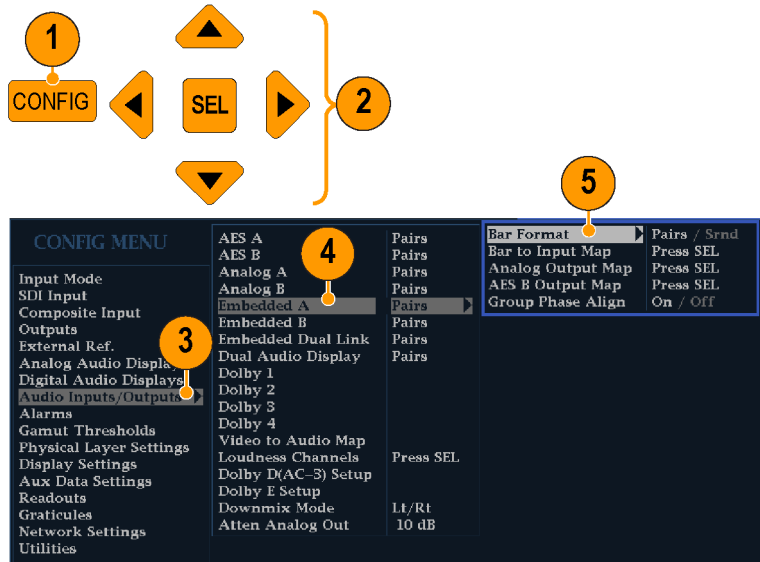 1
CONFIG
SEL
2
5
CONFIG MENU
Input Mode
SDI Input
Composite Input
Outputs
External Ref.
Analog Audio Displays
Digital Audio Displays
Audio Inputs/Outputs
Alarms
Gamut Thresholds
Physical Layer Settings
Display Settings
Aux Data Settings
Readouts
Graticules
Network Settings
Utilities
3
4
AES A Pairs
AES B Pairs
Analog A Pairs
Analog B Pairs
Embedded A Pairs
Embedded B Pairs
Embedded Dual Link Pairs
Dual Audio Display Pairs
Dolby 1
Dolby 2
Dolby 3
Dolby 4
Video to Audio Map
Loudness Channels Press SEL
Dolby D(AC-3) Setup
Dolby E Setup
Downmix Mode Lt/Rt
Atten Analog Out 10 dB
Bar Format Pairs / Srnd
Bar to Input Map Press SEL
Analog Output Map Press SEL
AES B Output Map Press SEL
Group Phase Align On / Off